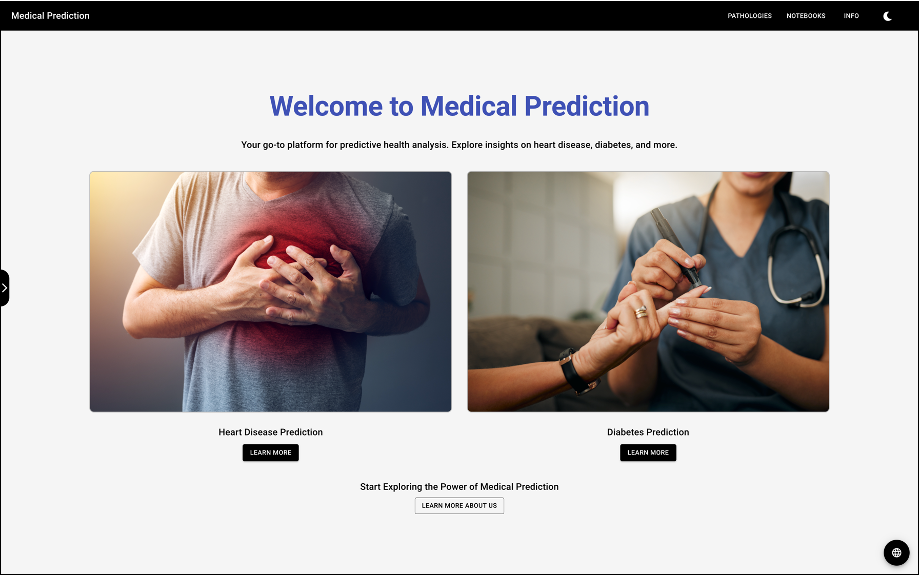 Medical Prediction
PATHOLOGIES NOTEBOOKS INFO
Welcome to Medical Prediction
Your go-to platform for predictive health analysis. Explore insights on heart disease, diabetes, and more.
Heart Disease Prediction
LEARN MORE
Diabetes Prediction
LEARN MORE
Start Exploring the Power of Medical Prediction
LEARN MORE ABOUT US